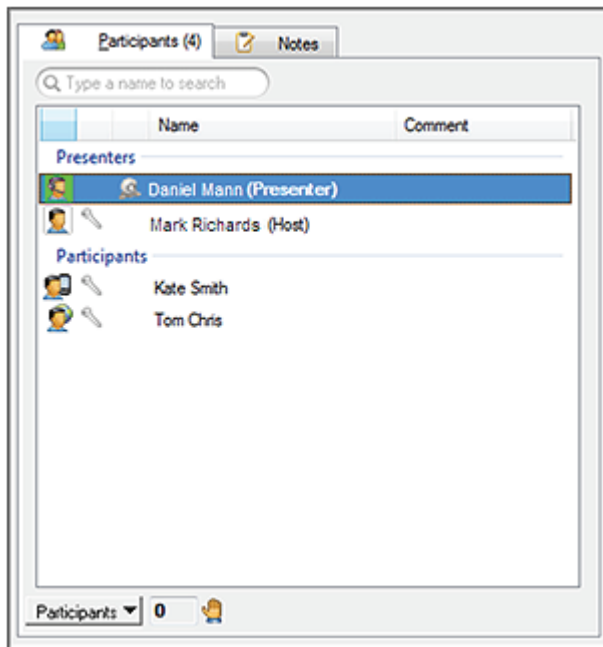 Participants (4) Notes
Type a name to search
Name Comment
Presenters
Daniel Mann (Presenter)
Mark Richards (Host)
Participants
Kate Smith
Tom Chris
Participants 0